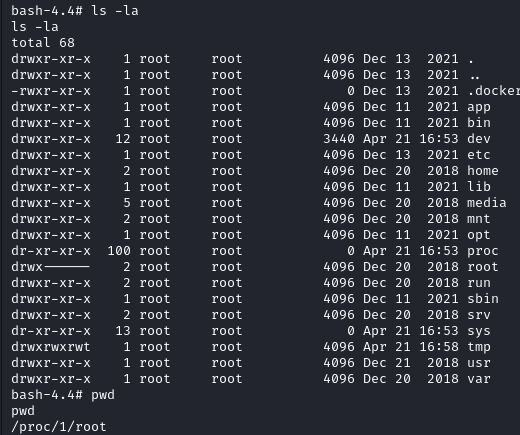 bash-4.4# ls -la
ls -la
total 68
drwxr-xr-x    1 root     root          4096 Dec 13  2021 .
drwxr-xr-x    1 root     root          4096 Dec 13  2021 ..
-rwxr-xr-x    1 root     root             0 Dec 13  2021 .docker
drwxr-xr-x    1 root     root          4096 Dec 11  2021 app
drwxr-xr-x    1 root     root          4096 Dec 11  2021 bin
drwxr-xr-x   12 root     root          3440 Apr 21 16:53 dev
drwxr-xr-x    1 root     root          4096 Dec 13  2021 etc
drwxr-xr-x    2 root     root          4096 Dec 20  2018 home
drwxr-xr-x    1 root     root          4096 Dec 11  2021 lib
drwxr-xr-x    5 root     root          4096 Dec 20  2018 media
drwxr-xr-x    2 root     root          4096 Dec 20  2018 mnt
drwxr-xr-x    1 root     root          4096 Dec 11  2021 opt
dr-xr-xr-x  100 root     root             0 Apr 21 16:53 proc
drwx------    2 root     root          4096 Dec 20  2018 root
drwxr-xr-x    2 root     root          4096 Dec 20  2018 run
drwxr-xr-x    1 root     root          4096 Dec 11  2021 sbin
drwxr-xr-x    2 root     root          4096 Dec 20  2018 srv
dr-xr-xr-x   13 root     root             0 Apr 21 16:53 sys
drwxrwxrwt    1 root     root          4096 Apr 21 16:58 tmp
drwxr-xr-x    1 root     root          4096 Dec 21  2018 usr
drwxr-xr-x    1 root     root          4096 Dec 20  2018 var
bash-4.4# pwd
pwd
/proc/1/root